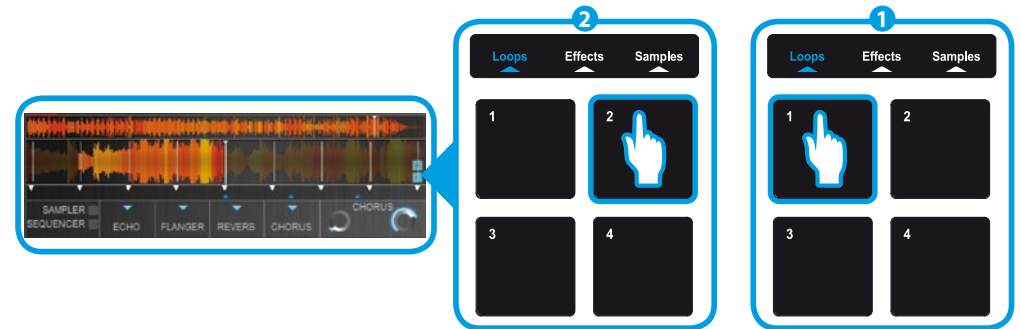 2
Loops Effects Samples
1 2
3 4
1
Loops Effects Samples
1 2
3 4
SAMPLER
SEQUENCER
ECHO FLANGER REVERB CHORUS
CHORUS